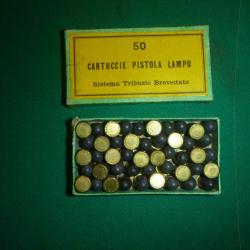 50
CARTUCCIE PISTOLA LAMPO
Sistema Tribuzio Brevettato